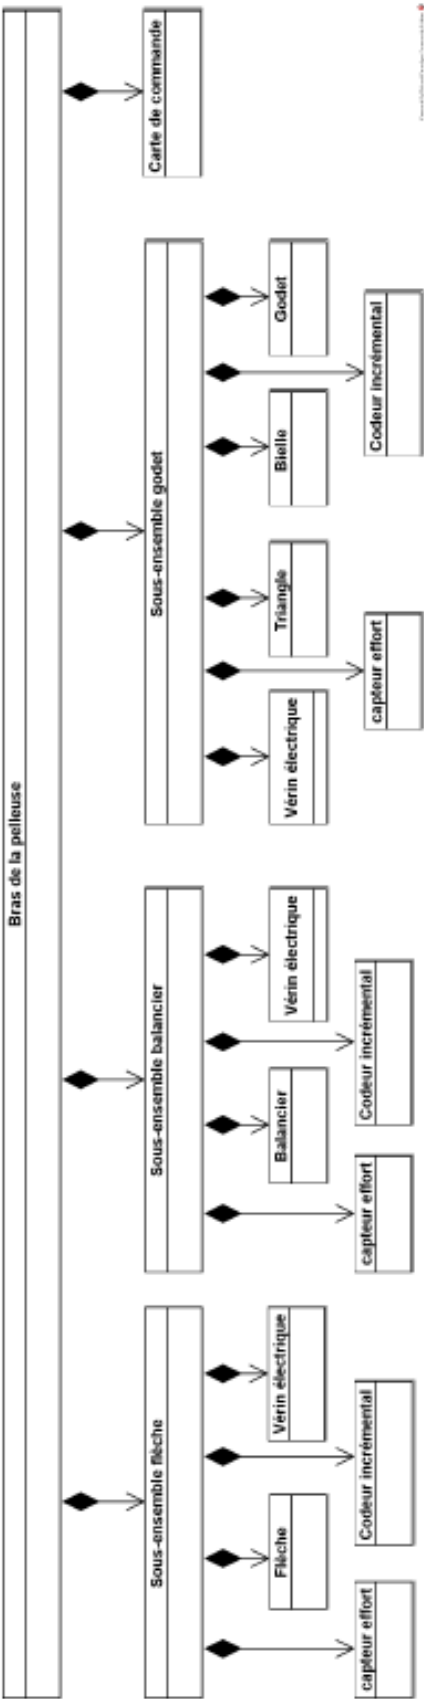 Bras de la pelleuse
Sous-ensemble flèche
Sous-ensemble balancier
Sous-ensemble godet
Carte de commande
capteur effort
Flèche
Codeur incrémental
Vérin électrique
capteur effort
Balancier
Codeur incrémental
Vérin électrique
Vérin électrique
capteur effort
Triangle
Bielle
Codeur incrémental
Godet